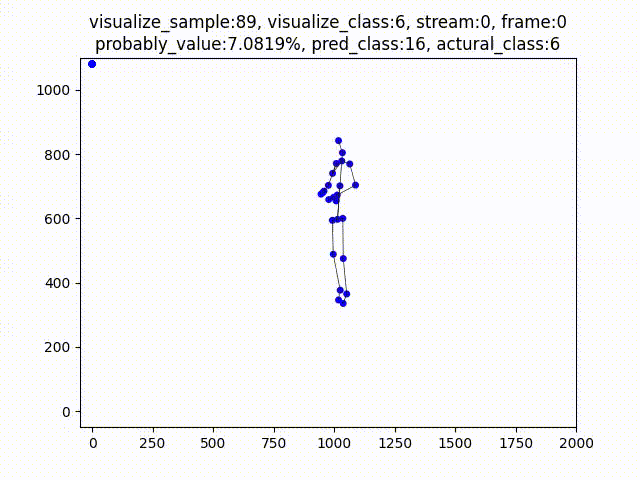 visualize_sample:89, visualize_class:6, stream:0, frame:0
probably_value:7.0819%, pred_class:16, actural_class:6
1000
800
600
400
200
0
0 250 500 750 1000 1250 1500 1750 2000